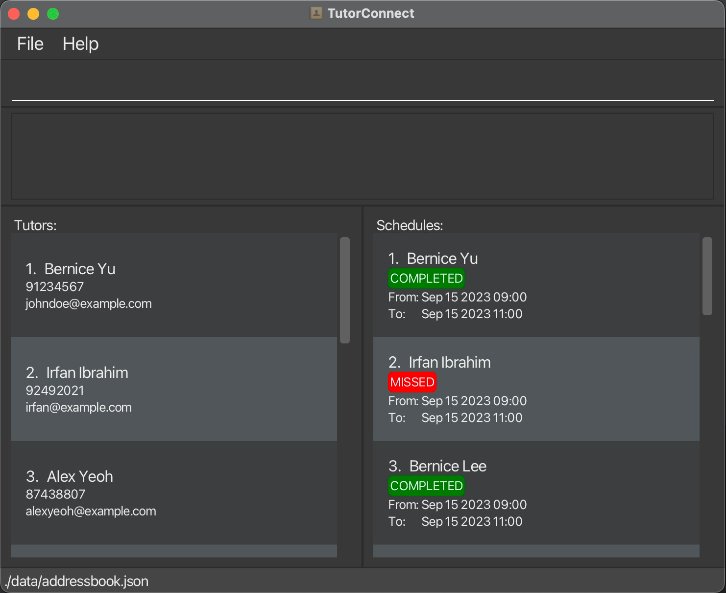 TutorConnect
File Help
Tutors:
1. Bernice Yu
91234567
johndoe@example.com
2. Irfan Ibrahim
92492021
irfan@example.com
3. Alex Yeoh
87438807
alexyeoh@example.com
Schedules:
1. Bernice Yu
COMPLETED
From: Sep 15 2023 09:00
To: Sep 15 2023 11:00
2. Irfan Ibrahim
MISSED
From: Sep 15 2023 09:00
To: Sep 15 2023 11:00
3. Bernice Lee
COMPLETED
From: Sep 15 2023 09:00
To: Sep 15 2023 11:00
./data/addressbook.json